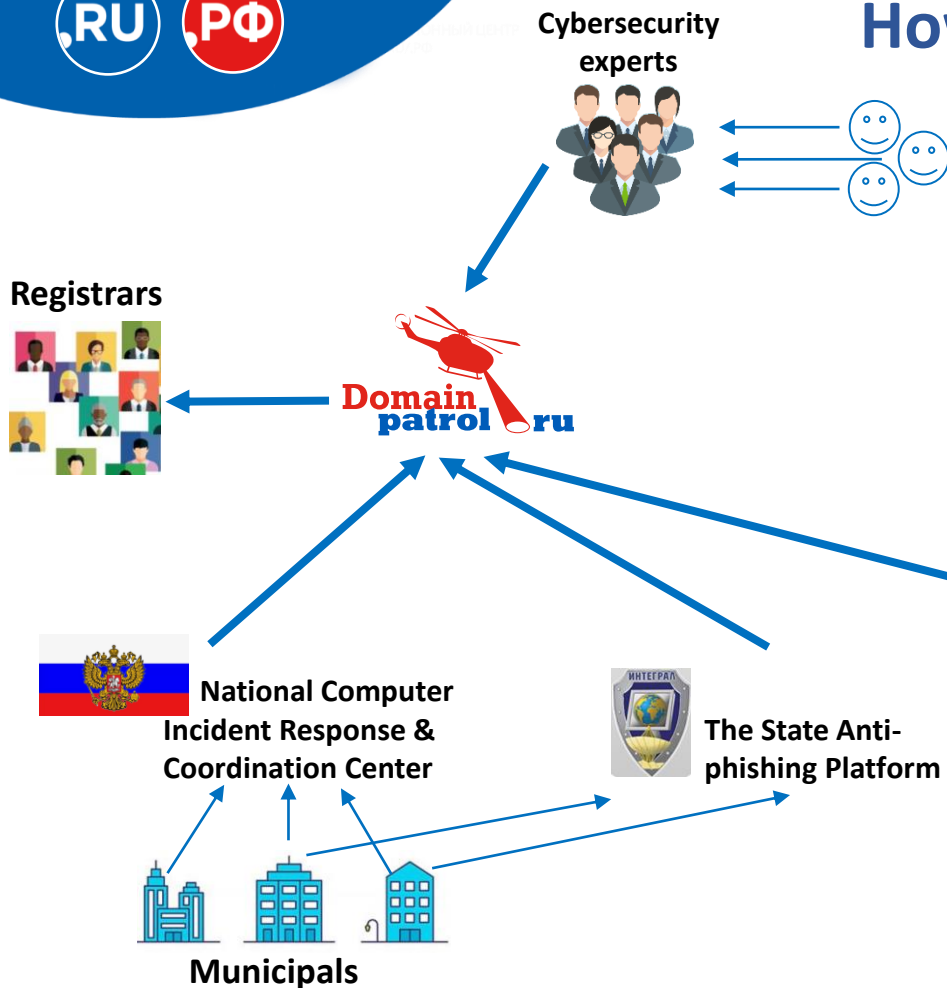 .RU
.РФ
Cybersecurity
experts
Ho
Registrars
Domain
patrol ru
National Computer
Incident Response &
Coordination Center
ИНТЕГРАЛ
The State Anti-
phishing Platform
Municipals